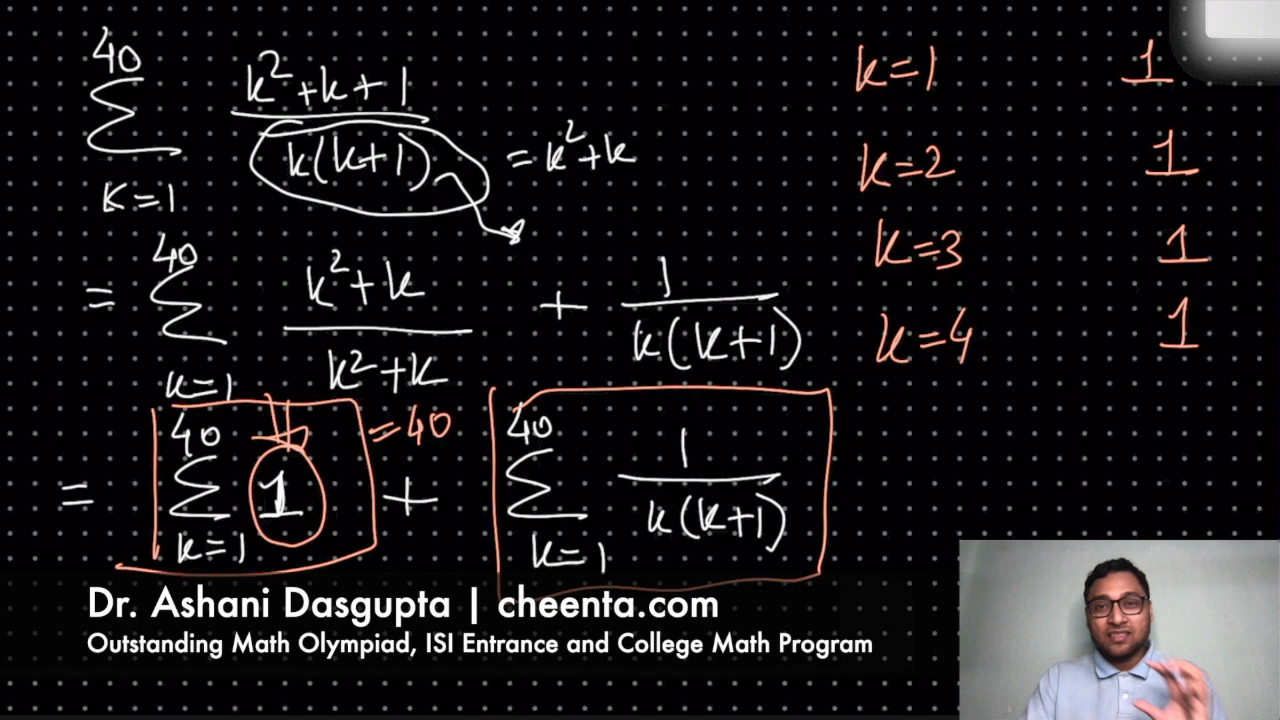 40
∑ (k²+k+1)/(k(k+1)) = k²+k
K=1
40
= ∑ (k²+k)/(k²+k) + 1/(k(k+1))
k=1
40 = 40 40
= ∑ 1 + ∑ 1/(k(k+1))
k=1 k=1
k=1 1
k=2 1
k=3 1
k=4 1
Dr. Ashani Dasgupta | cheenta.com
Outstanding Math Olympiad, ISI Entrance and College Math Program